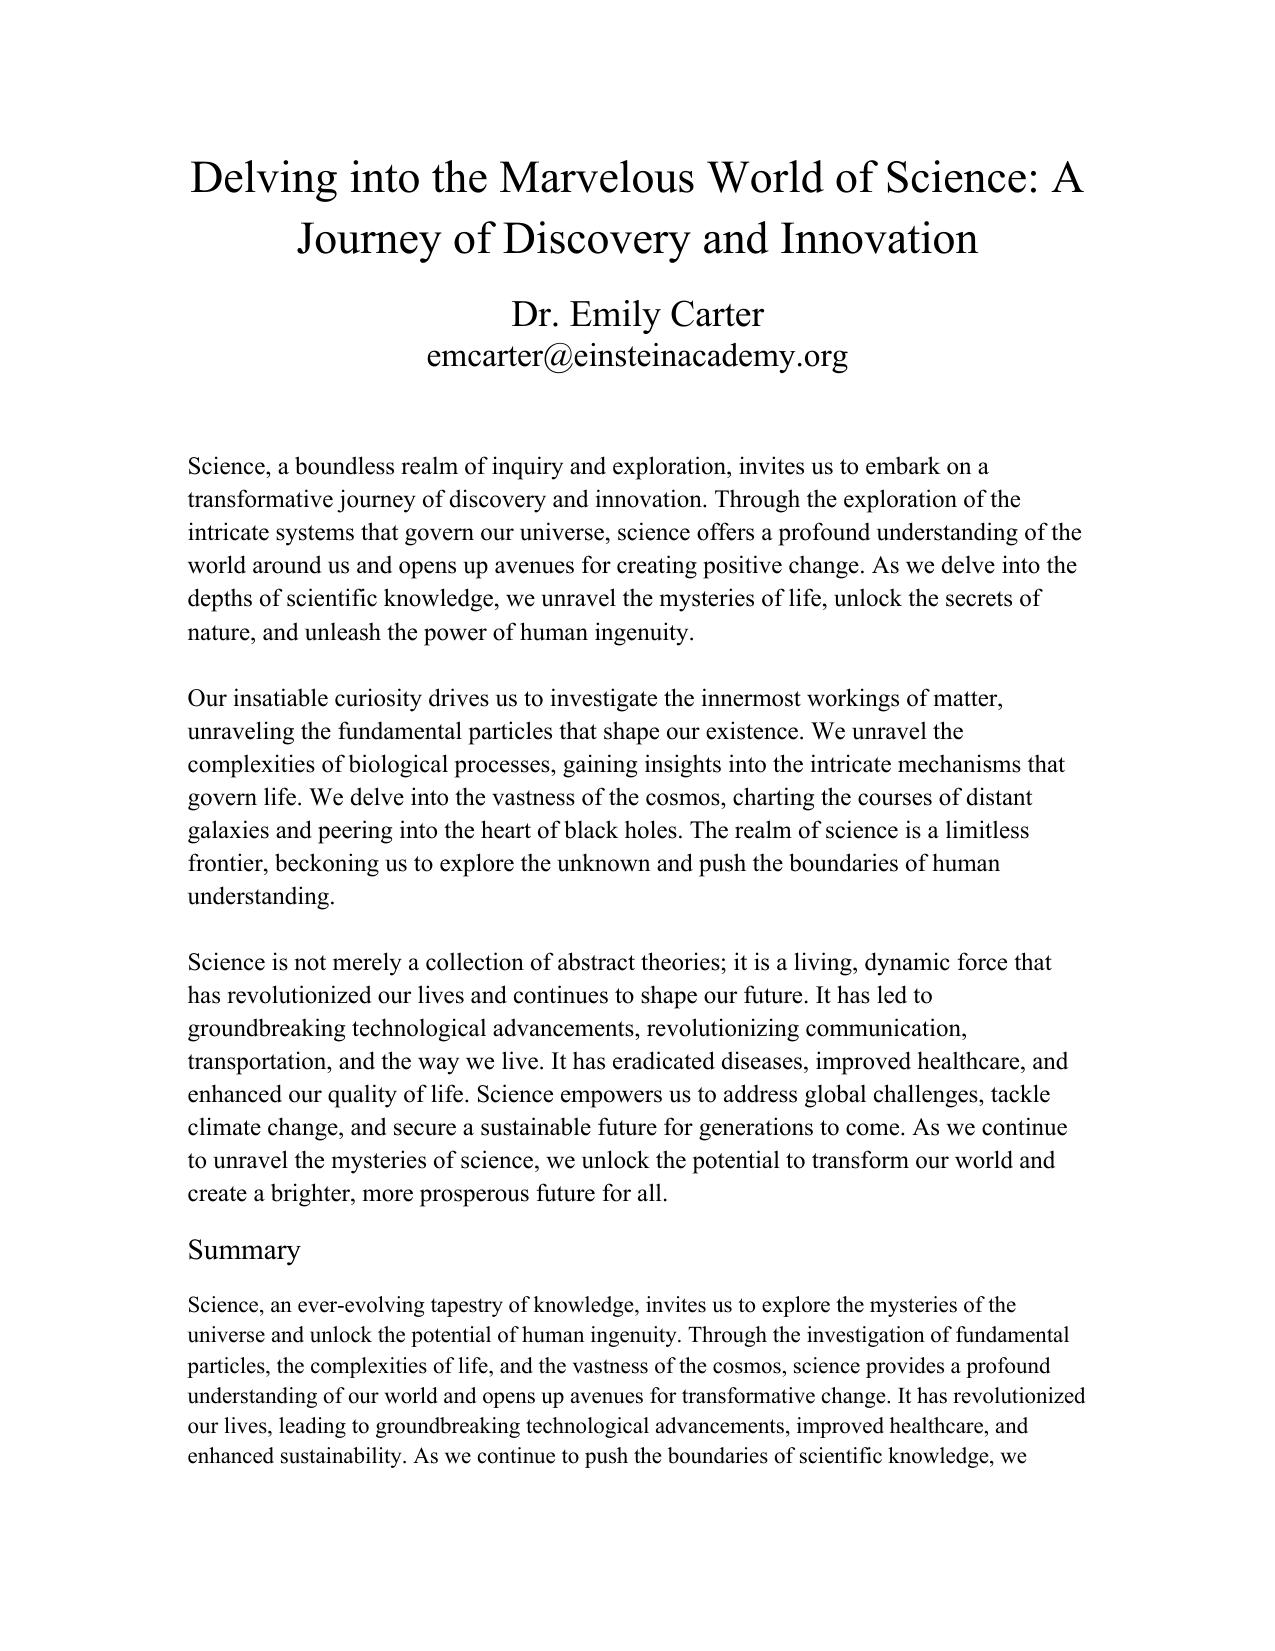 Delving into the Marvelous World of Science: A
Journey of Discovery and Innovation
Dr. Emily Carter
emcarter@einsteinacademy.org
Science, a boundless realm of inquiry and exploration, invites us to embark on a
transformative journey of discovery and innovation. Through the exploration of the
intricate systems that govern our universe, science offers a profound understanding of the
world around us and opens up avenues for creating positive change. As we delve into the
depths of scientific knowledge, we unravel the mysteries of life, unlock the secrets of
nature, and unleash the power of human ingenuity.
Our insatiable curiosity drives us to investigate the innermost workings of matter,
unraveling the fundamental particles that shape our existence. We unravel the
complexities of biological processes, gaining insights into the intricate mechanisms that
govern life. We delve into the vastness of the cosmos, charting the courses of distant
galaxies and peering into the heart of black holes. The realm of science is a limitless
frontier, beckoning us to explore the unknown and push the boundaries of human
understanding.
Science is not merely a collection of abstract theories; it is a living, dynamic force that
has revolutionized our lives and continues to shape our future. It has led to
groundbreaking technological advancements, revolutionizing communication,
transportation, and the way we live. It has eradicated diseases, improved healthcare, and
enhanced our quality of life. Science empowers us to address global challenges, tackle
climate change, and secure a sustainable future for generations to come. As we continue
to unravel the mysteries of science, we unlock the potential to transform our world and
create a brighter, more prosperous future for all.
Summary
Science, an ever-evolving tapestry of knowledge, invites us to explore the mysteries of the
universe and unlock the potential of human ingenuity. Through the investigation of fundamental
particles, the complexities of life, and the vastness of the cosmos, science provides a profound
understanding of our world and opens up avenues for transformative change. It has revolutionized
our lives, leading to groundbreaking technological advancements, improved healthcare, and
enhanced sustainability. As we continue to push the boundaries of scientific knowledge, we